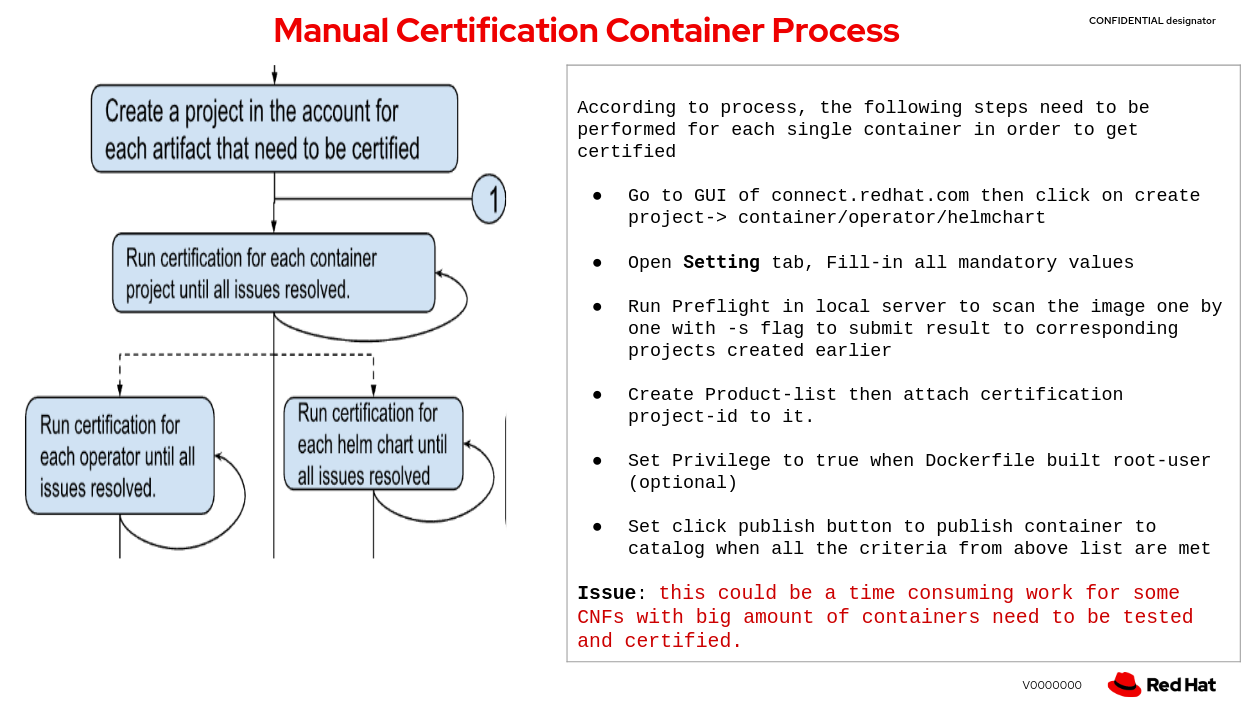 Manual Certification Container Process
CONFIDENTIAL designator
Create a project in the account for
each artifact that need to be certified
1
Run certification for each container
project until all issues resolved.
Run certification for
each operator until all
issues resolved.
Run certification for
each helm chart until
all issues resolved
According to process, the following steps need to be
performed for each single container in order to get
certified
● Go to GUI of connect.redhat.com then click on create
project-> container/operator/helmchart
● Open Setting tab, Fill-in all mandatory values
● Run Preflight in local server to scan the image one by
one with -s flag to submit result to corresponding
projects created earlier
● Create Product-list then attach certification
project-id to it.
● Set Privilege to true when Dockerfile built root-user
(optional)
● Set click publish button to publish container to
catalog when all the criteria from above list are met
Issue: this could be a time consuming work for some
CNFs with big amount of containers need to be tested
and certified.
V0000000
Red Hat